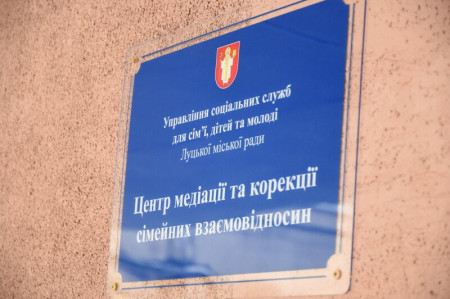 Управління соціальних служб
для сім'ї, дітей та молоді
Луцької міської ради
Центр медіації та корекції
сімейних взаємовідносин